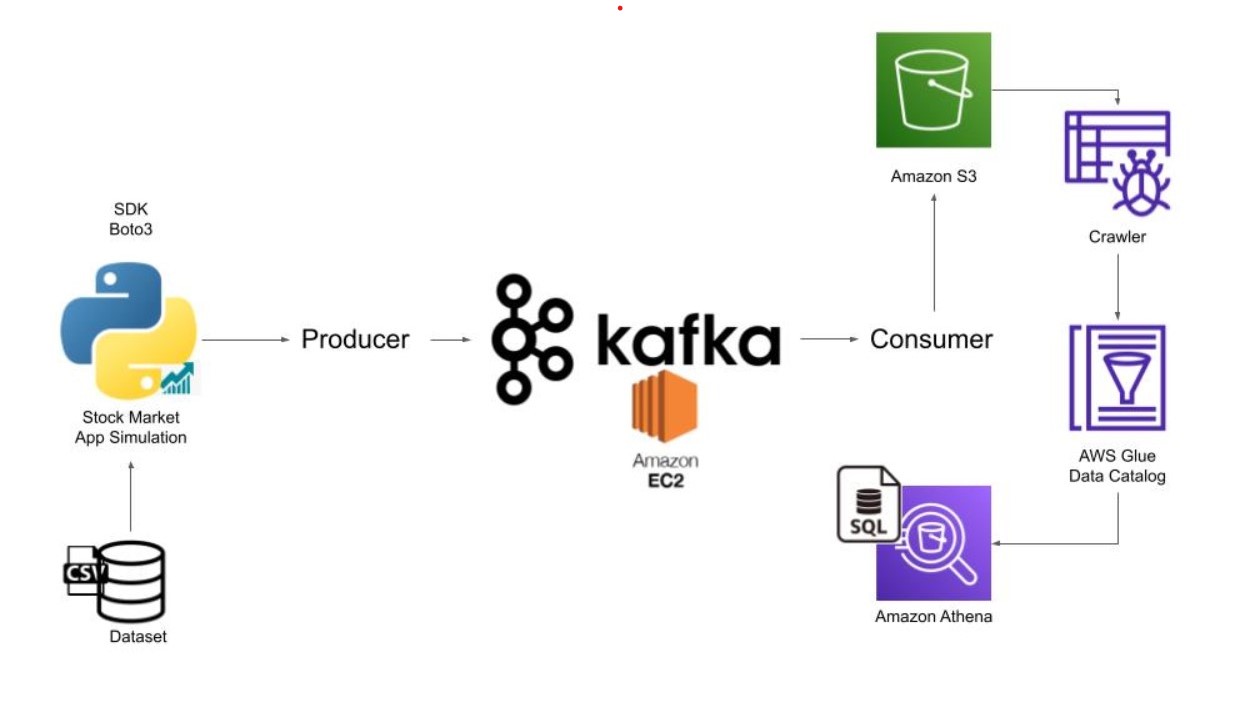 SDK
Boto3
Stock Market
App Simulation
CSV
Dataset
Producer
kafka
Amazon
EC2
Consumer
Amazon S3
Crawler
AWS Glue
Data Catalog
SQL
Amazon Athena